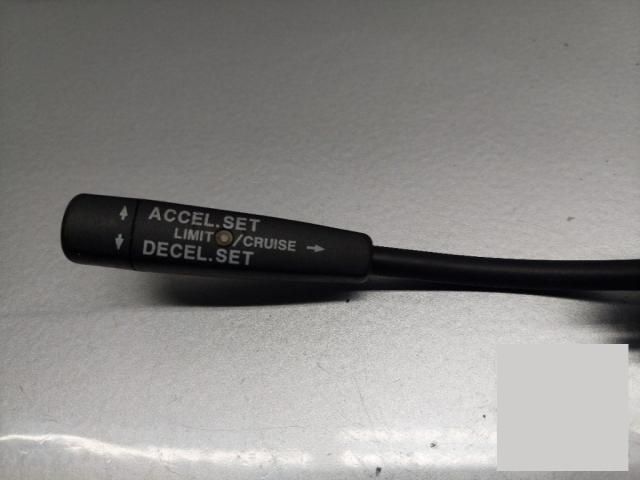 ACCEL.SET
LIMIT /CRUISE →
DECEL.SET